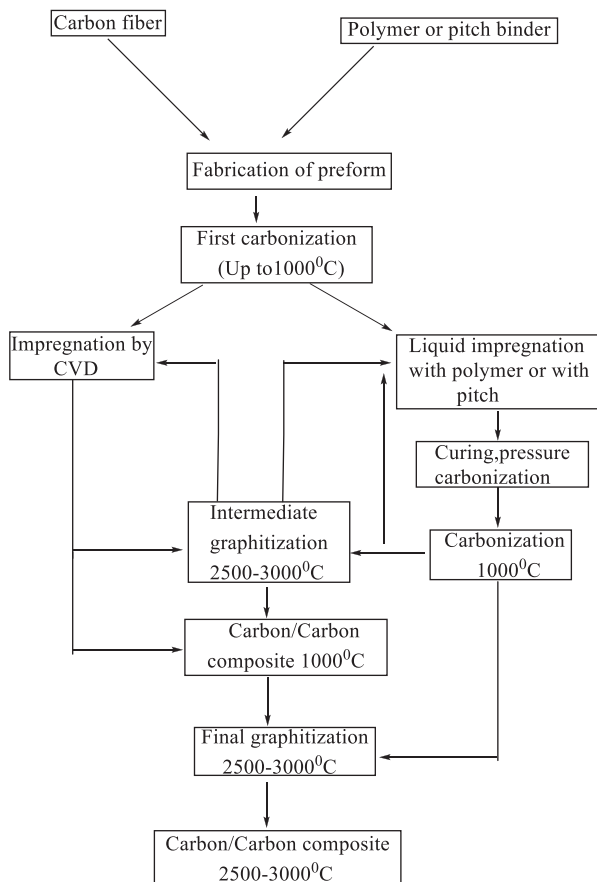 Carbon fiber
Polymer or pitch binder
Fabrication of preform
First carbonization
(Up to1000⁰C)
Impregnation by
CVD
Liquid impregnation
with polymer or with
pitch
Curing,pressure
carbonization
Intermediate
graphitization
2500-3000⁰C
Carbonization
1000⁰C
Carbon/Carbon
composite 1000⁰C
Final graphitization
2500-3000⁰C
Carbon/Carbon composite
2500-3000⁰C